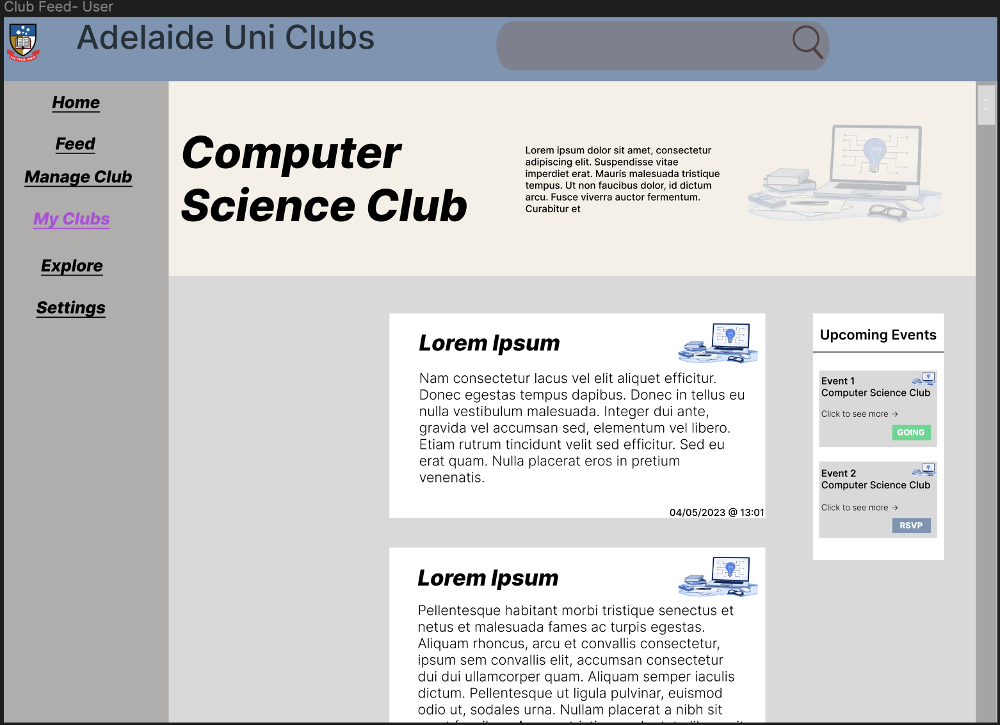 Club Feed- User
Adelaide Uni Clubs
Home
Feed
Manage Club
My Clubs
Explore
Settings
Computer
Science Club
Lorem ipsum dolor sit amet, consectetur
adipiscing elit. Suspendisse vitae
imperdiet erat. Mauris malesuada tristique
tempus. Ut non faucibus dolor, id dictum
arcu. Fusce viverra auctor fermentum.
Curabitur et
Lorem Ipsum
Nam consectetur lacus vel elit aliquet efficitur.
Donec egestas tempus dapibus. Donec in tellus eu
nulla vestibulum malesuada. Integer dui ante,
gravida vel accumsan sed, elementum vel libero.
Etiam rutrum tincidunt velit sed efficitur. Sed eu
erat quam. Nulla placerat eros in pretium
venenatis.
04/05/2023 @ 13:01
Lorem Ipsum
Pellentesque habitant morbi tristique senectus et
netus et malesuada fames ac turpis egestas.
Aliquam rhoncus, arcu et convallis consectetur,
ipsum sem convallis elit, accumsan consectetur
dui dui ullamcorper quam. Aliquam semper iaculis
dictum. Pellentesque ut ligula pulvinar, euismod
odio ut, sodales urna. Nullam placerat a nibh sit
Upcoming Events
Event 1
Computer Science Club
Click to see more →
GOING
Event 2
Computer Science Club
Click to see more →
RSVP